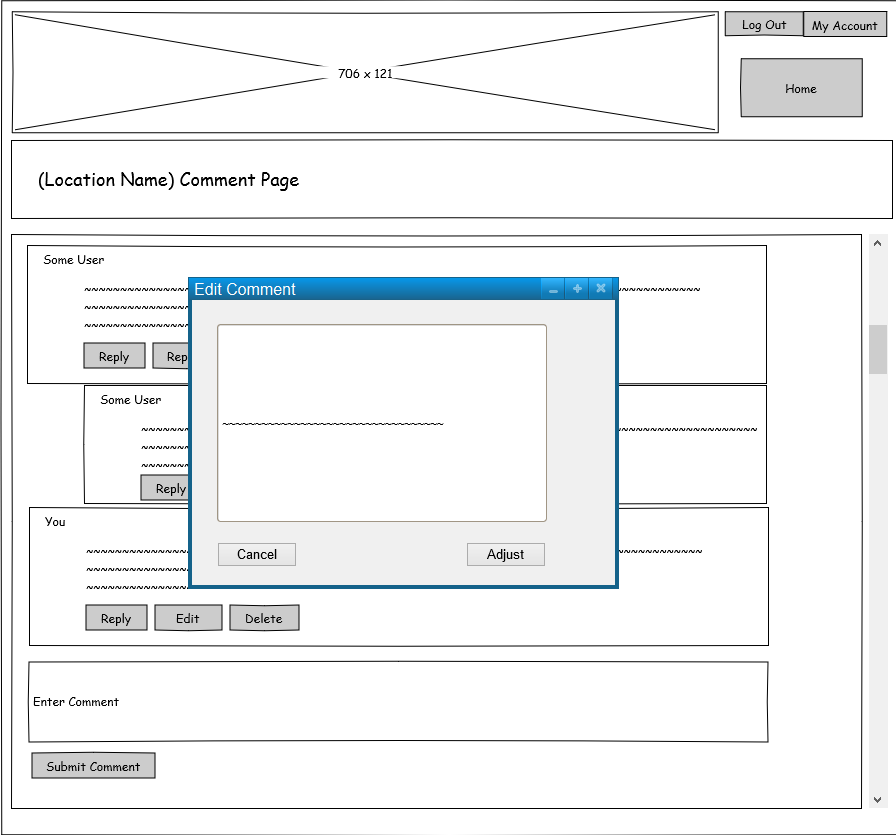 Log Out
My Account
706 x 121
Home
(Location Name) Comment Page
Some User
Edit Comment
Reply
Rep
Some User
Reply
Cancel
Adjust
You
Reply
Edit
Delete
Enter Comment
Submit Comment